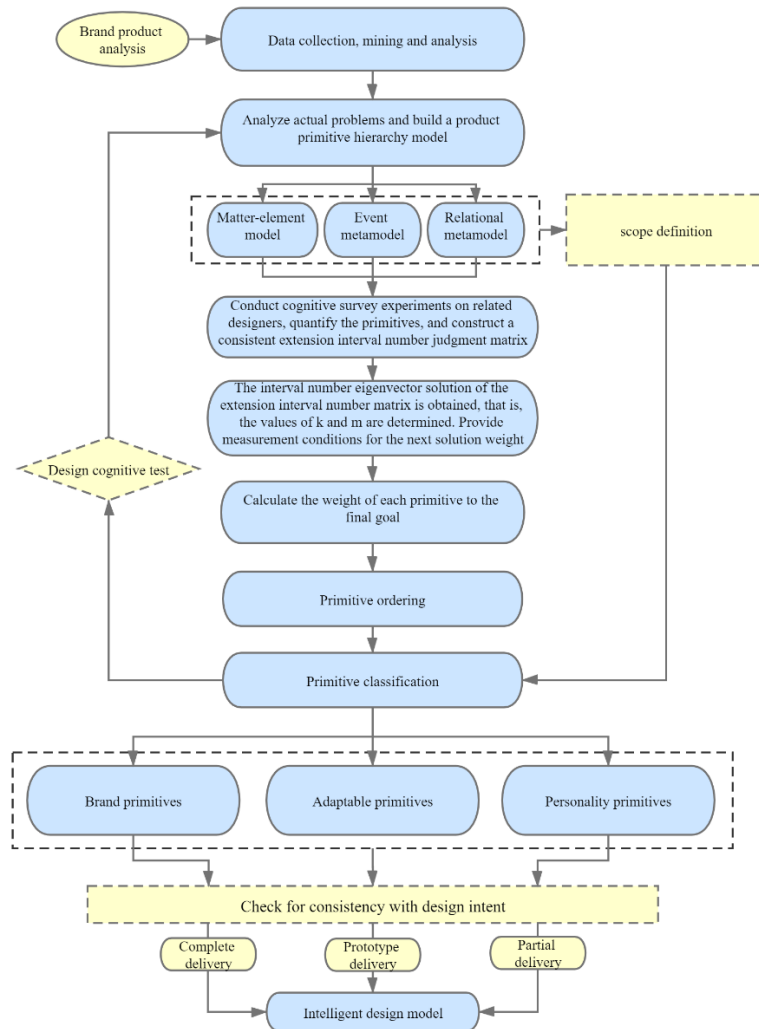 Brand product
analysis
Data collection, mining and analysis
Analyze actual problems and build a product
primitive hierarchy model
Matter-element
model
Event
metamodel
Relational
metamodel
scope definition
Conduct cognitive survey experiments on related
designers, quantify the primitives, and construct a
consistent extension interval number judgment matrix
The interval number eigenvector solution of the
extension interval number matrix is obtained, that is,
the values of k and m are determined. Provide
measurement conditions for the next solution weight
Design cognitive test
Calculate the weight of each primitive to the
final goal
Primitive ordering
Primitive classification
Brand primitives
Adaptable primitives
Personality primitives
Check for consistency with design intent
Complete
delivery
Prototype
delivery
Partial
delivery
Intelligent design model